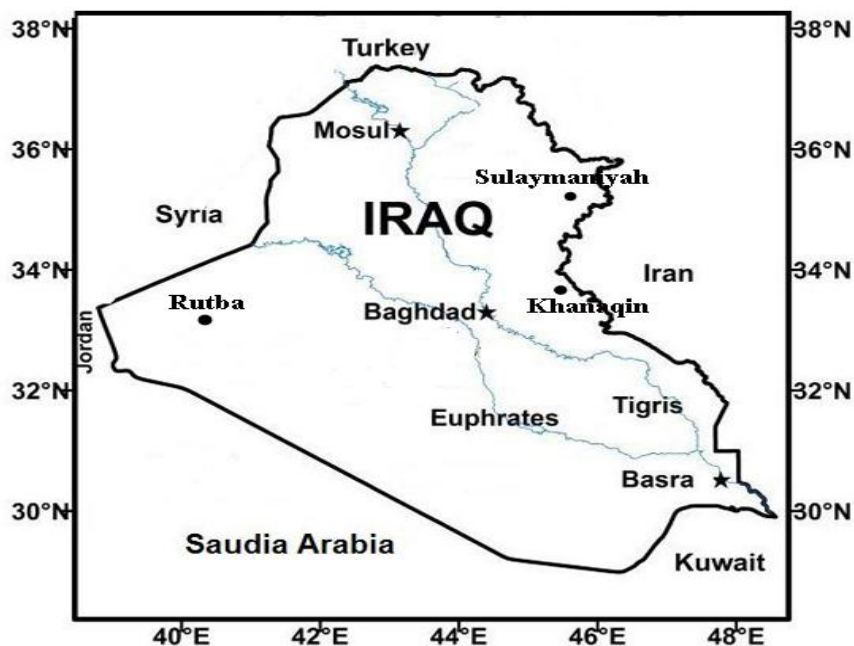 38°N
38°N
Turkey
Mosul
36°N
36°N
Sulaymaniyah
Syria
IRAQ
34°N
34°N
Iran
Rutba
Baghdad
Khanaqin
Jordan
32°N
32°N
Euphrates
Tigris
Basra
30°N
30°N
Saudia Arabia
Kuwait
40°E
42°E
44°E
46°E
48°E